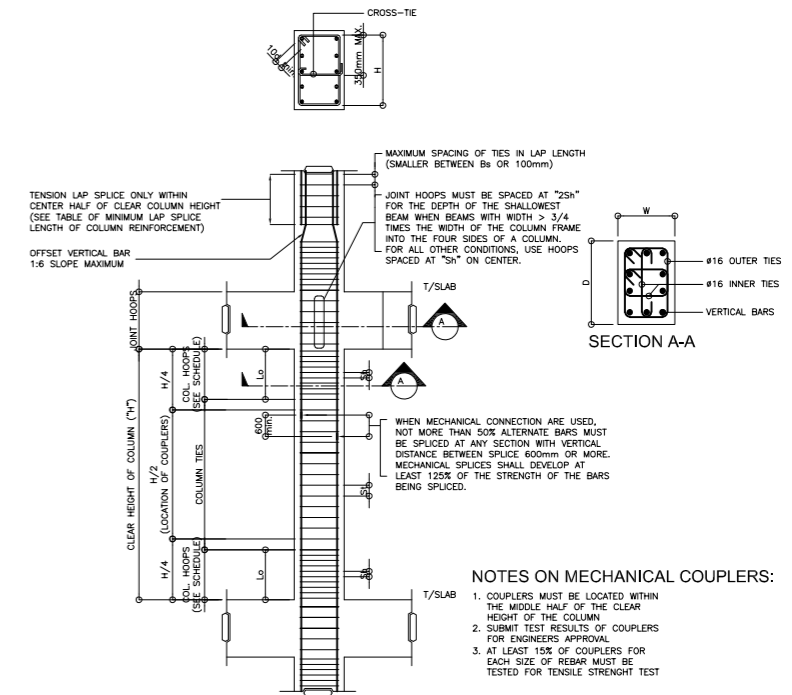 CROSS-TIE
10d min.
350mm MAX.
H
MAXIMUM SPACING OF TIES IN LAP LENGTH
(SMALLER BETWEEN Bs OR 100mm)
TENSION LAP SPLICE ONLY WITHIN
CENTER HALF OF CLEAR COLUMN HEIGHT
(SEE TABLE OF MINIMUM LAP SPLICE
LENGTH OF COLUMN REINFORCEMENT)
JOINT HOOPS MUST BE SPACED AT "2Sh"
FOR THE DEPTH OF THE SHALLOWEST
BEAM WHEN BEAMS WITH WIDTH > 3/4
TIMES THE WIDTH OF THE COLUMN FRAME
INTO THE FOUR SIDES OF A COLUMN.
FOR ALL OTHER CONDITIONS, USE HOOPS
SPACED AT "Sh" ON CENTER.
OFFSET VERTICAL BAR
1:6 SLOPE MAXIMUM
W
D
ø16 OUTER TIES
ø16 INNER TIES
VERTICAL BARS
SECTION A-A
T/SLAB
JOINT HOOPS
A
A
CLEAR HEIGHT OF COLUMN ("H")
H/4
COL. HOOPS
(SEE SCHEDULE)
Lo
Sh
600
min.
WHEN MECHANICAL CONNECTION ARE USED,
NOT MORE THAN 50% ALTERNATE BARS MUST
BE SPLICED AT ANY SECTION WITH VERTICAL
DISTANCE BETWEEN SPLICE 600mm OR MORE.
MECHANICAL SPLICES SHALL DEVELOP AT
LEAST 125% OF THE STRENGTH OF THE BARS
BEING SPLICED.
H/2
(LOCATION OF COUPLERS)
COLUMN TIES
St
H/4
COL. HOOPS
(SEE SCHEDULE)
Lo
Sh
T/SLAB
NOTES ON MECHANICAL COUPLERS:
1. COUPLERS MUST BE LOCATED WITHIN
THE MIDDLE HALF OF THE CLEAR
HEIGHT OF THE COLUMN
2. SUBMIT TEST RESULTS OF COUPLERS
FOR ENGINEERS APPROVAL
3. AT LEAST 15% OF COUPLERS FOR
EACH SIZE OF REBAR MUST BE
TESTED FOR TENSILE STRENGHT TEST